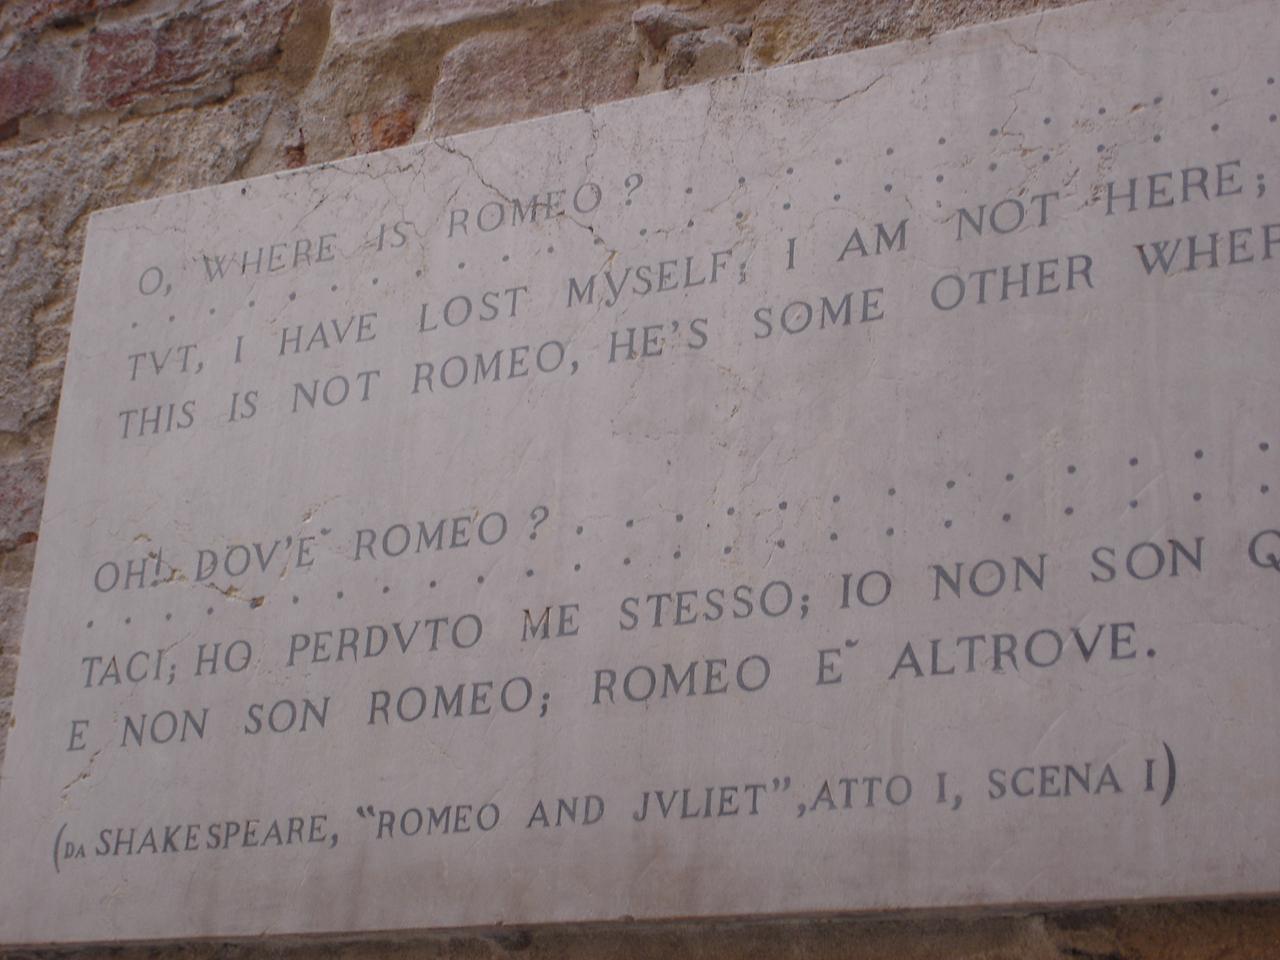 O, WHERE IS ROMEO? . . . . . . . . . . . .
. . . . . . . . . . . . . . . . . . . . . . . .
TVT, I HAVE LOST MYSELF; I AM NOT HERE;
THIS IS NOT ROMEO, HE'S SOME OTHER
OH! DOV'È ROMEO? . . . . . . . . . . . . .
. . . . . . . . . . . . . . . . . . . . . . .
TACI; HO PERDVTO ME STESSO; IO NON SON
E NON SON ROMEO; ROMEO È ALTROVE.
(DA SHAKESPEARE, "ROMEO AND JVLIET", ATTO I, SCENA I)